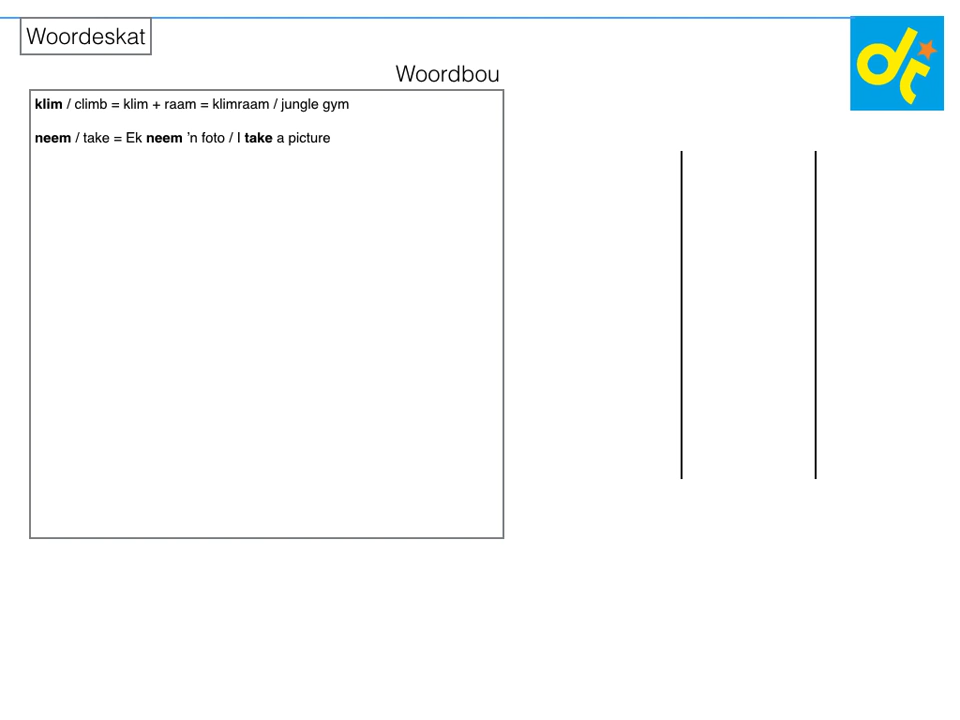 Woordeskat
Woordbou
klim / climb = klim + raam = klimraam / jungle gym
neem / take = Ek neem ’n foto / I take a picture